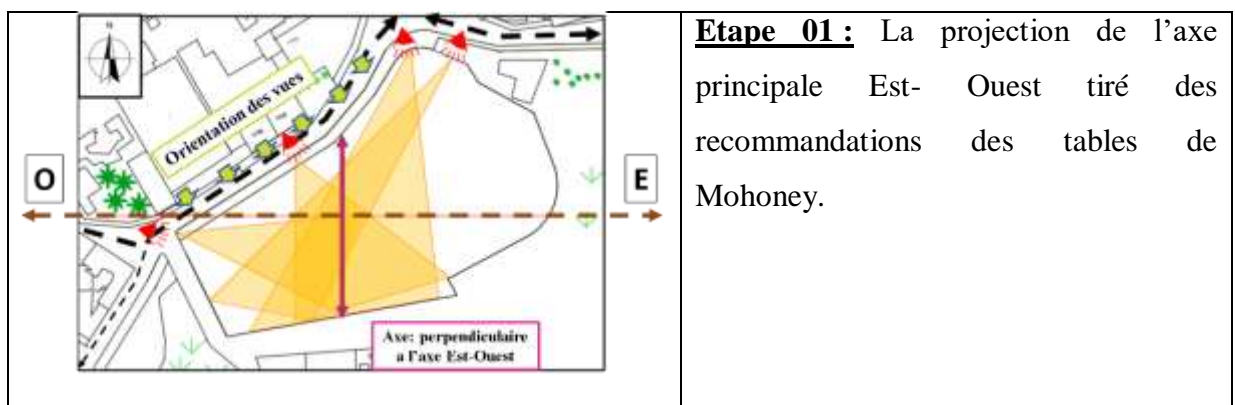 N
Orientation des vues
O
E
Axe: perpendiculaire
a l'axe Est-Ouest
Etape 01 : La projection de l’axe
principale Est- Ouest tiré des
recommandations des tables de
Mohoney.